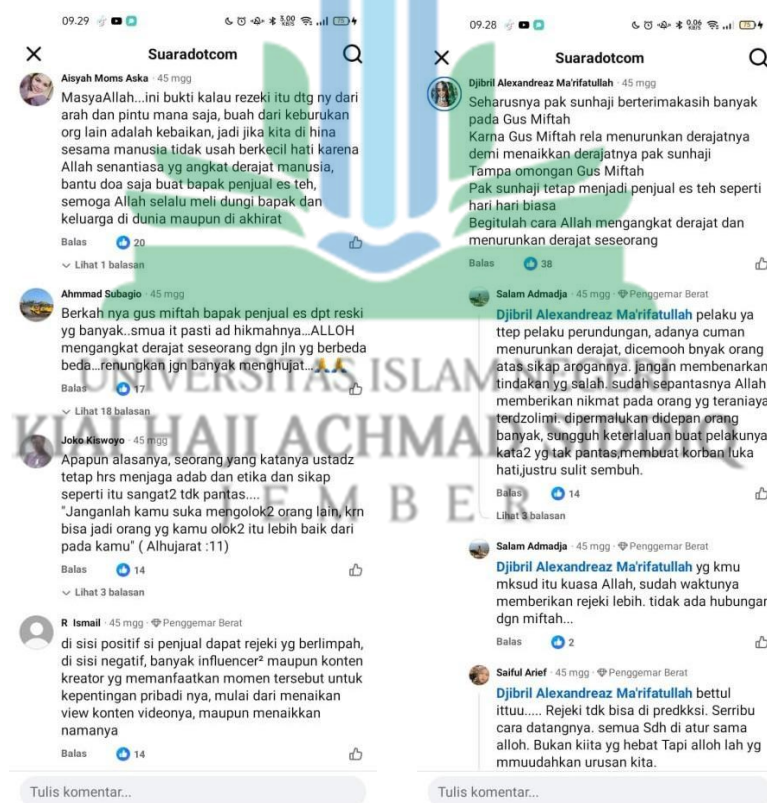 09.29
3.00 KB/S
75
Suaradotcom
Aisyah Moms Aska · 45 mgg
MasyaAllah...ini bukti kalau rezeki itu dtg ny dari
arah dan pintu mana saja, buah dari keburukan
org lain adalah kebaikan, jadi jika kita di hina
sesama manusia tidak usah berkecil hati karena
Allah senantiasa yg angkat derajat manusia,
bantu doa saja buat bapak penjual es teh,
semoga Allah selalu meli dungi bapak dan
keluarga di dunia maupun di akhirat
Balas 20
Lihat 1 balasan
Ahmmad Subagio · 45 mgg
Berkah nya gus miftah bapak penjual es dpt reski
yg banyak..smua it pasti ad hikmahnya...ALLOH
mengangkat derajat seseorang dgn jln yg berbeda
beda...renungkan jgn banyak menghujat...🙏🙏
Balas 17
Lihat 18 balasan
Joko Kiswoyo · 45 mgg
Apapun alasanya, seorang yang katanya ustadz
tetap hrs menjaga adab dan etika dan sikap
seperti itu sangat2 tdk pantas....
"Janganlah kamu suka mengolok2 orang lain, krn
bisa jadi orang yg kamu olok2 itu lebih baik dari
pada kamu" ( Alhujarat :11)
Balas 14
Lihat 3 balasan
R Ismail · 45 mgg · Penggemar Berat
di sisi positif si penjual dapat rejeki yg berlimpah,
di sisi negatif, banyak influencer² maupun konten
kreator yg memanfaatkan momen tersebut untuk
kepentingan pribadi nya, mulai dari menaikan
view konten videonya, maupun menaikkan
namanya
Balas 14
Tulis komentar...
09.28
0.06 KB/S
75
Suaradotcom
Djibril Alexandreaz Ma'rifatullah · 45 mgg
Seharusnya pak sunhaji berterimakasih banyak
pada Gus Miftah
Karna Gus Miftah rela menurunkan derajatnya
demi menaikkan derajatnya pak sunhaji
Tampa omongan Gus Miftah
Pak sunhaji tetap menjadi penjual es teh seperti
hari hari biasa
Begitulah cara Allah mengangkat derajat dan
menurunkan derajat seseorang
Balas 38
Salam Admadja · 45 mgg · Penggemar Berat
Djibril Alexandreaz Ma'rifatullah pelaku ya
ttep pelaku perundungan, adanya cuman
menurunkan derajat, dicemooh bnyak orang
atas sikap arogannya. jangan membenarkan
tindakan yg salah. sudah sepantasnya Allah
memberikan nikmat pada orang yg teraniaya
terdzolimi dipermalukan didepan orang
banyak, sungguh keterlaluan buat pelakunya
kata2 yg tak pantas,membuat korban luka
hati,justru sulit sembuh.
Balas 14
Lihat 3 balasan
Salam Admadja · 45 mgg · Penggemar Berat
Djibril Alexandreaz Ma'rifatullah yg kmu
mksud itu kuasa Allah, sudah waktunya
memberikan rejeki lebih. tidak ada hubungan
dgn miftah...
Balas 2
Saiful Arief · 45 mgg · Penggemar Berat
Djibril Alexandreaz Ma'rifatullah bettul
ittuu..... Rejeki tdk bisa di predkksi. Serribu
cara datangnya. semua Sdh di atur sama
alloh. Bukan kiita yg hebat Tapi alloh lah yg
mmuudahkan urusan kita.
Tulis komentar...
UNIVERSITAS ISLAM NEGERI
KIAI HAJI ACHMAD SIDDIQ
JEMBER